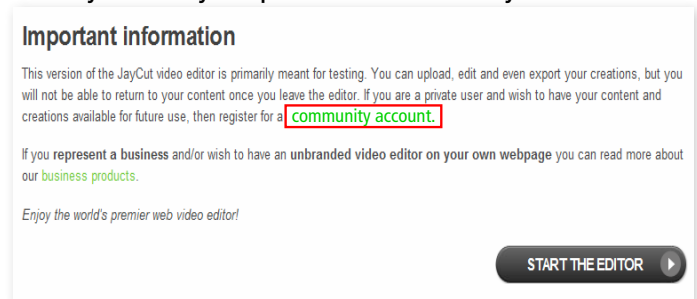 Important information
This version of the JayCut video editor is primarily meant for testing. You can upload, edit and even export your creations, but you
will not be able to return to your content once you leave the editor. If you are a private user and wish to have your content and
creations available for future use, then register for a community account.
If you represent a business and/or wish to have an unbranded video editor on your own webpage you can read more about
our business products.
Enjoy the world's premier web video editor!
START THE EDITOR